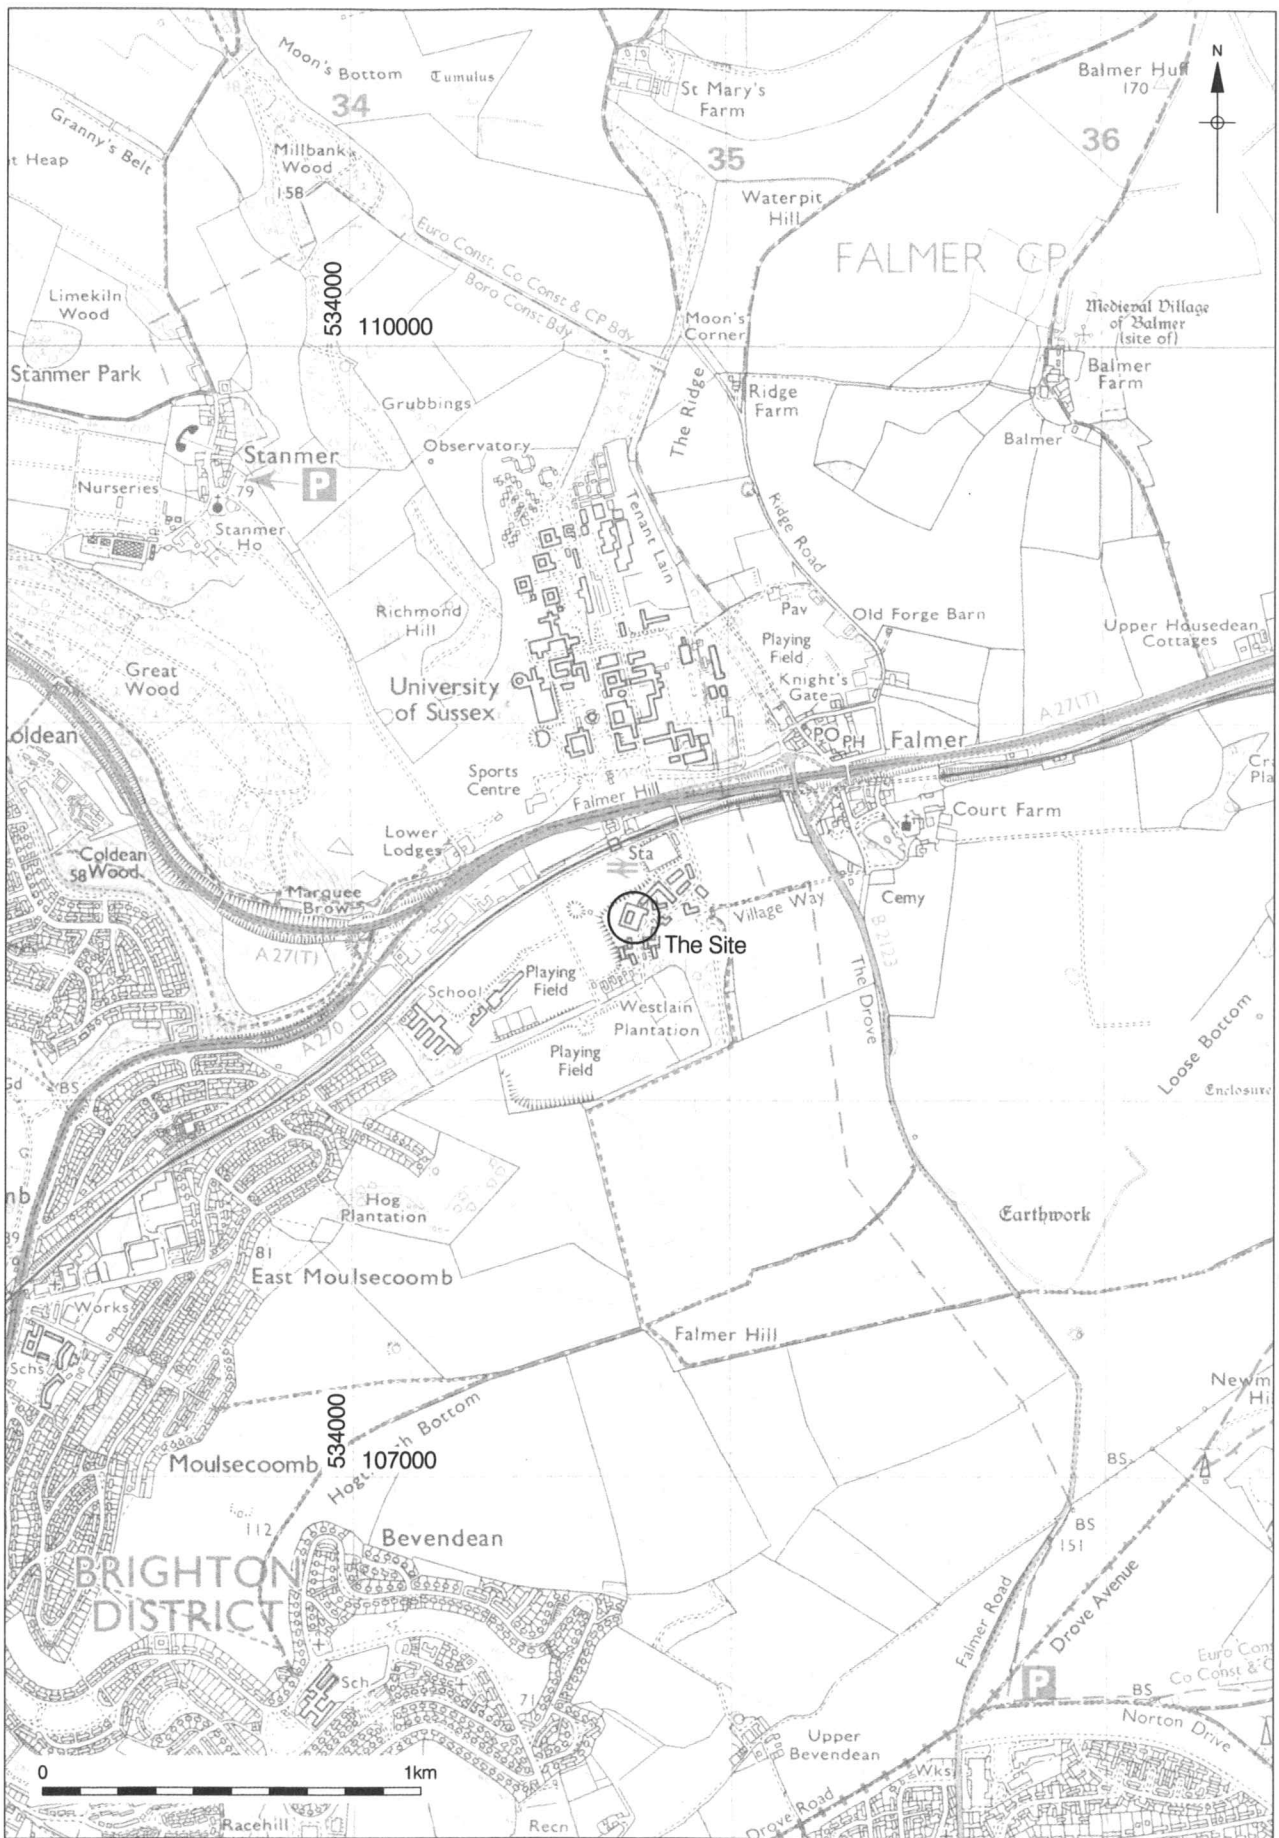 N
Moon's Bottom
Tumulus
34
St Mary's
Farm
Balmer Huff
170
Granny's Belt
t Heap
Millbank
Wood
158
35
36
Waterpit
Hill
Euro Const, Co Const & CP Bdy
Boro Const Bdy
FALMER CP
Limekiln
Wood
534000
110000
Moon's
Corner
Medieval Village
of Balmer
(site of)
Stanmer Park
Balmer
Farm
Ridge
Farm
The Ridge
Grubbings
Observatory
Balmer
Stanmer
P
Nurseries
79
Stanmer
Ho
Tenant Lain
Ridge Road
Richmond
Hill
Pav
Old Forge Barn
Upper Housedean
Cottages
Playing
Field
Great
Wood
University
of Sussex
Knight's
Gate
A 27(T)
oldean
PO
PH
Falmer
Sports
Centre
Falmer Hill
Court Farm
Lower
Lodges
Sta
Coldean
Wood
58
Marquee
Brow
Village Way
Cemy
The Site
A 27(T)
B 2123
School
Playing
Field
The Drove
Westlain
Plantation
A 270
Playing
Field
Loose Bottom
BS
Enclosure
Hog
Plantation
Earthwork
81
East Moulsecoomb
Works
Falmer Hill
Schs
534000
107000
Newm
Hi
Moulsecoomb
Bottom
BS
112
Bevendean
BS
151
BRIGHTON
DISTRICT
Falmer Road
Drove Avenue
Sch
71
P
Euro Con
Co Const & C
BS
Norton Drive
Upper
Bevendean
0
1km
Wks
Drove Road
Racehill
Recn